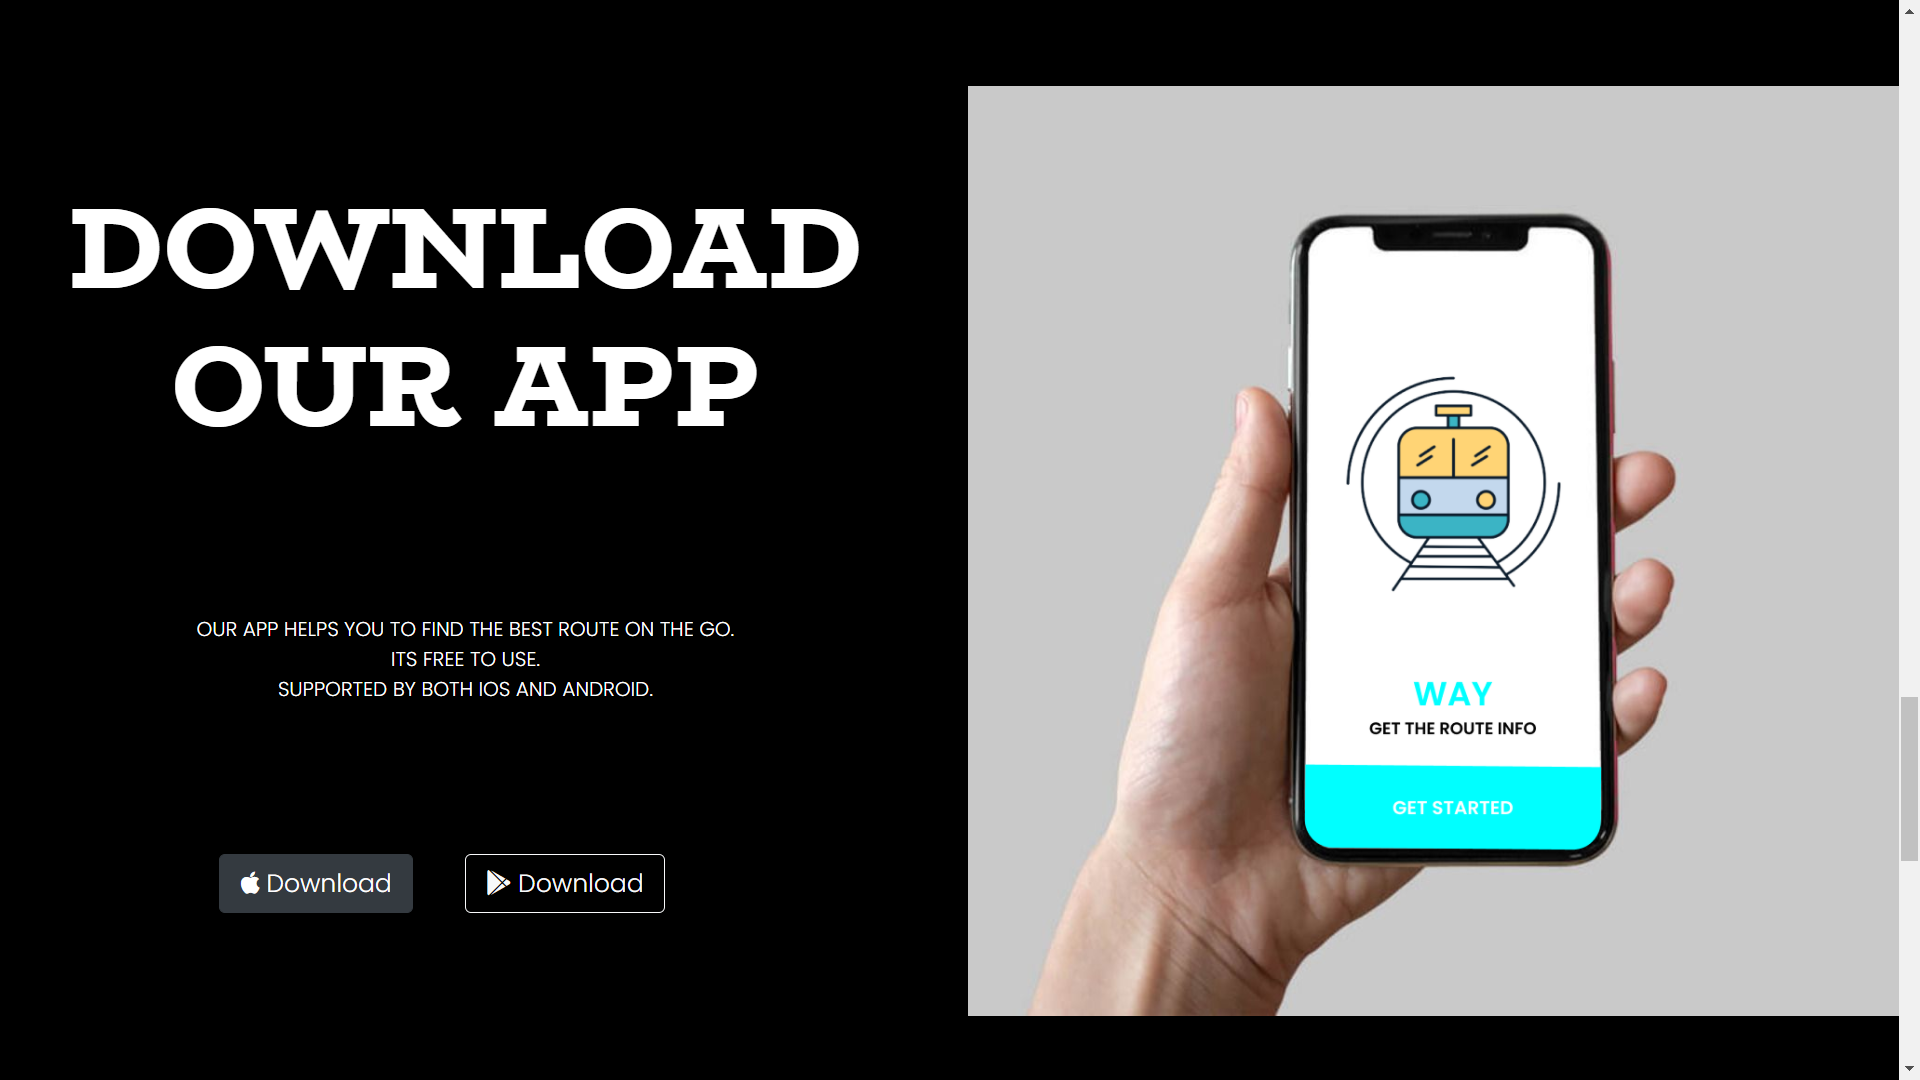 DOWNLOAD
OUR APP
OUR APP HELPS YOU TO FIND THE BEST ROUTE ON THE GO.
ITS FREE TO USE.
SUPPORTED BY BOTH IOS AND ANDROID.
Download
Download
WAY
GET THE ROUTE INFO
GET STARTED